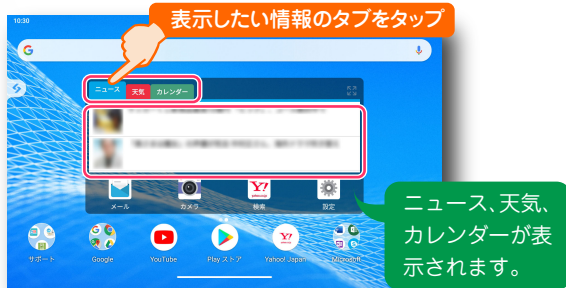 表示したい情報のタブをタップ
10:30
G
ニュース 天気 カレンダー
Y!
メール カメラ 検索 設定
ニュース、天気、
カレンダーが表
示されます。
サポート Google YouTube Play ストア Yahoo! Japan Microsoft